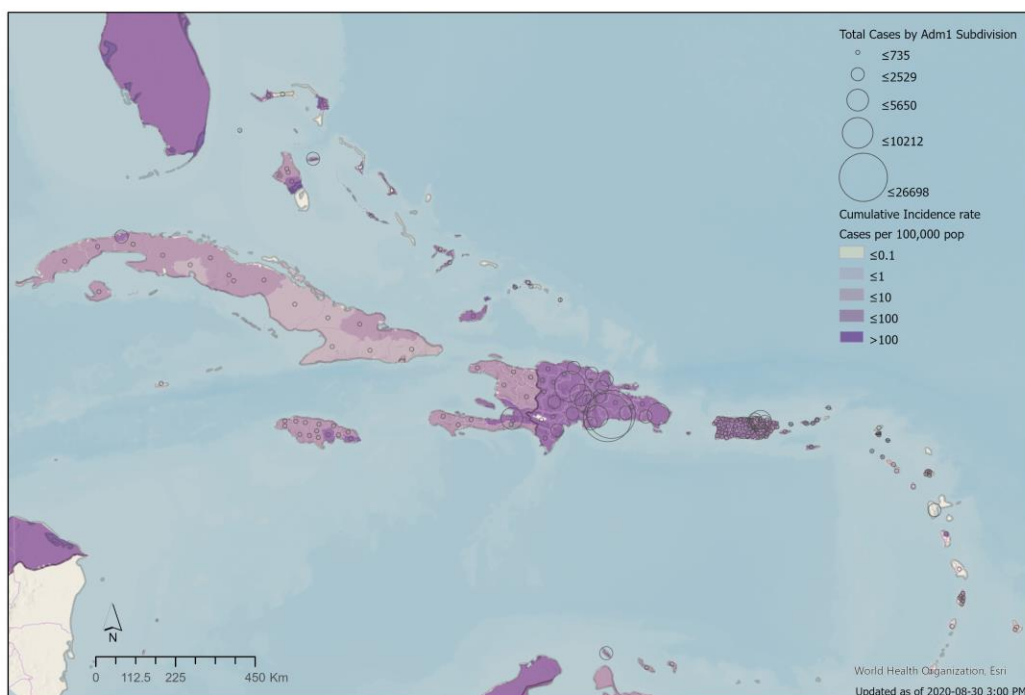 Total Cases by Adm1 Subdivision
≤735
≤2529
≤5650
≤10212
≤26698
Cumulative Incidence rate
Cases per 100,000 pop
≤0.1
≤1
≤10
≤100
>100
N
0 112.5 225 450 Km
World Health Organization, Esri
Updated as of 2020-08-30 3:00 PM